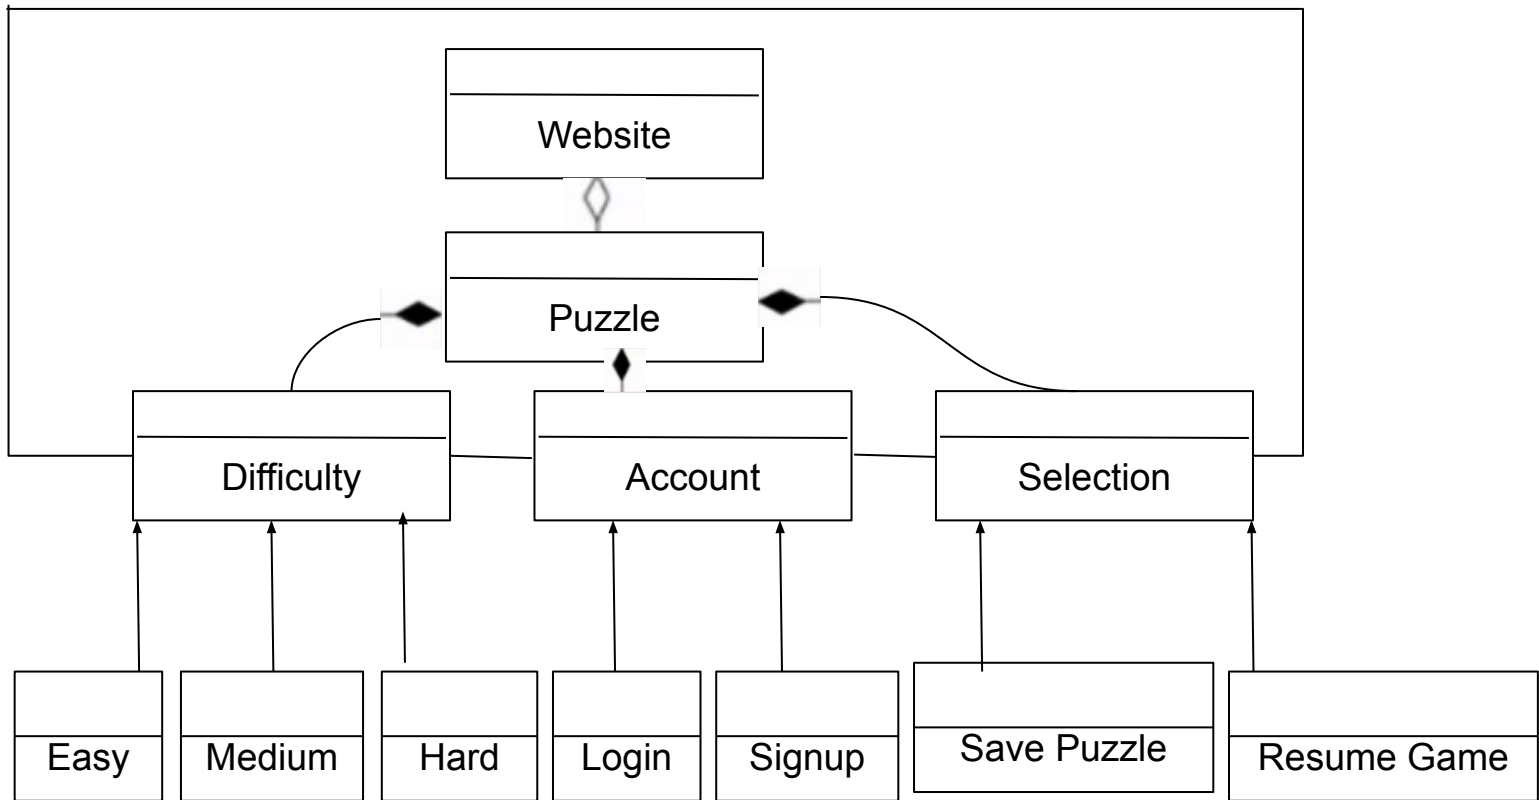 Website
Puzzle
Difficulty
Account
Selection
Easy
Medium
Hard
Login
Signup
Save Puzzle
Resume Game